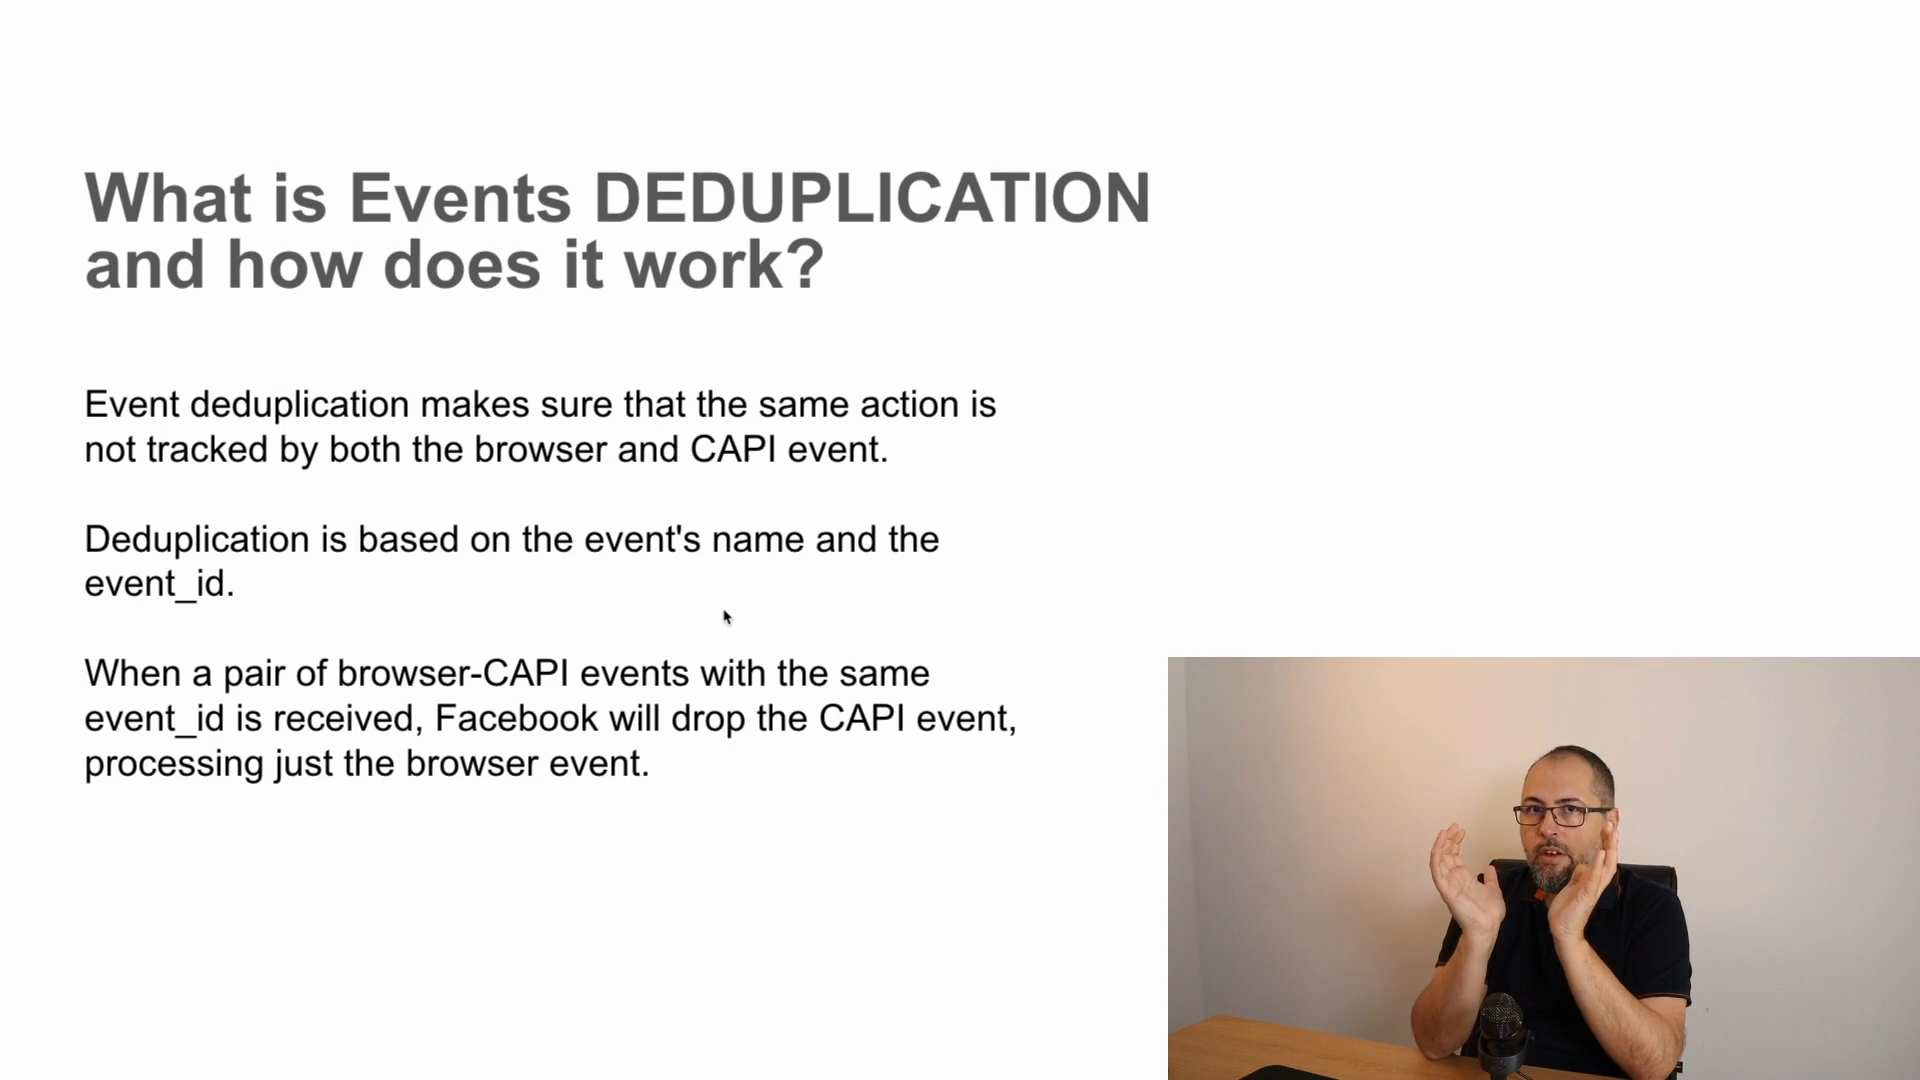 What is Events DEDUPLICATION
and how does it work?
Event deduplication makes sure that the same action is
not tracked by both the browser and CAPI event.
Deduplication is based on the event's name and the
event_id.
When a pair of browser-CAPI events with the same
event_id is received, Facebook will drop the CAPI event,
processing just the browser event.